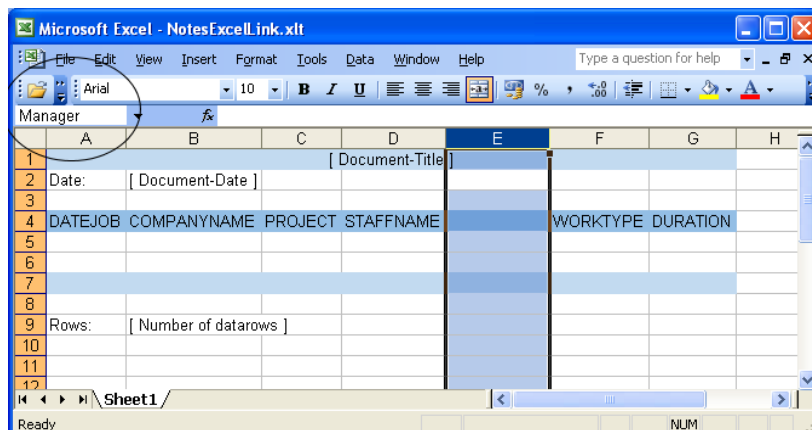 Microsoft Excel - NotesExcelLink.xlt
File Edit View Insert Format Tools Data Window Help Type a question for help
Arial 10 B I U % , .00 A
Manager fx
A B C D E F G H
1 [ Document-Title ]
2 Date: [ Document-Date ]
3
4 DATEJOB COMPANYNAME PROJECT STAFFNAME WORKTYPE DURATION
5
6
7
8
9 Rows: [ Number of datarows ]
10
11
12
Sheet1
Ready NUM